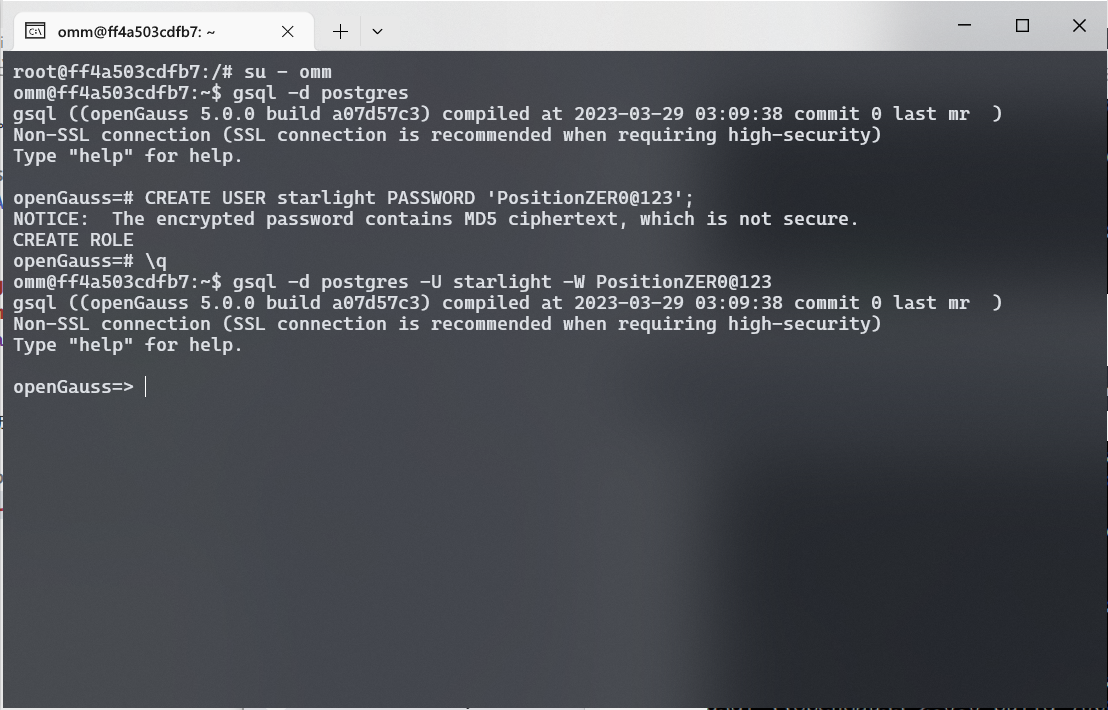 omm@ff4a503cdfb7: ~
root@ff4a503cdfb7:/# su - omm
omm@ff4a503cdfb7:~$ gsql -d postgres
gsql ((openGauss 5.0.0 build a07d57c3) compiled at 2023-03-29 03:09:38 commit 0 last mr  )
Non-SSL connection (SSL connection is recommended when requiring high-security)
Type "help" for help.
openGauss=# CREATE USER starlight PASSWORD 'PositionZER0@123';
NOTICE:  The encrypted password contains MD5 ciphertext, which is not secure.
CREATE ROLE
openGauss=# \q
omm@ff4a503cdfb7:~$ gsql -d postgres -U starlight -W PositionZER0@123
gsql ((openGauss 5.0.0 build a07d57c3) compiled at 2023-03-29 03:09:38 commit 0 last mr  )
Non-SSL connection (SSL connection is recommended when requiring high-security)
Type "help" for help.
openGauss=>